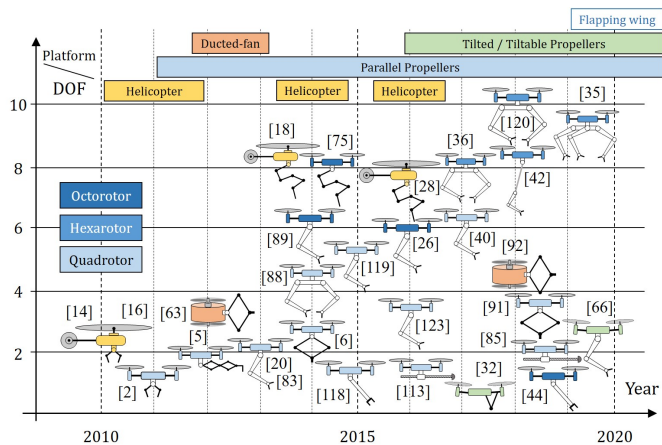 Flapping wing
Ducted-fan
Tilted / Tiltable Propellers
Platform
Parallel Propellers
DOF
Helicopter
Helicopter
Helicopter
10
[35]
[120]
[18]
[75]
[36]
8
[42]
[28]
Octorotor
Hexarotor
Quadrotor
6
[89]
[26]
[40]
[92]
[119]
[88]
4
[14]
[16]
[63]
[91]
[66]
[123]
[5]
[6]
[85]
2
[20]
[32]
[2]
[83]
[118]
[113]
[44]
Year
2010
2015
2020